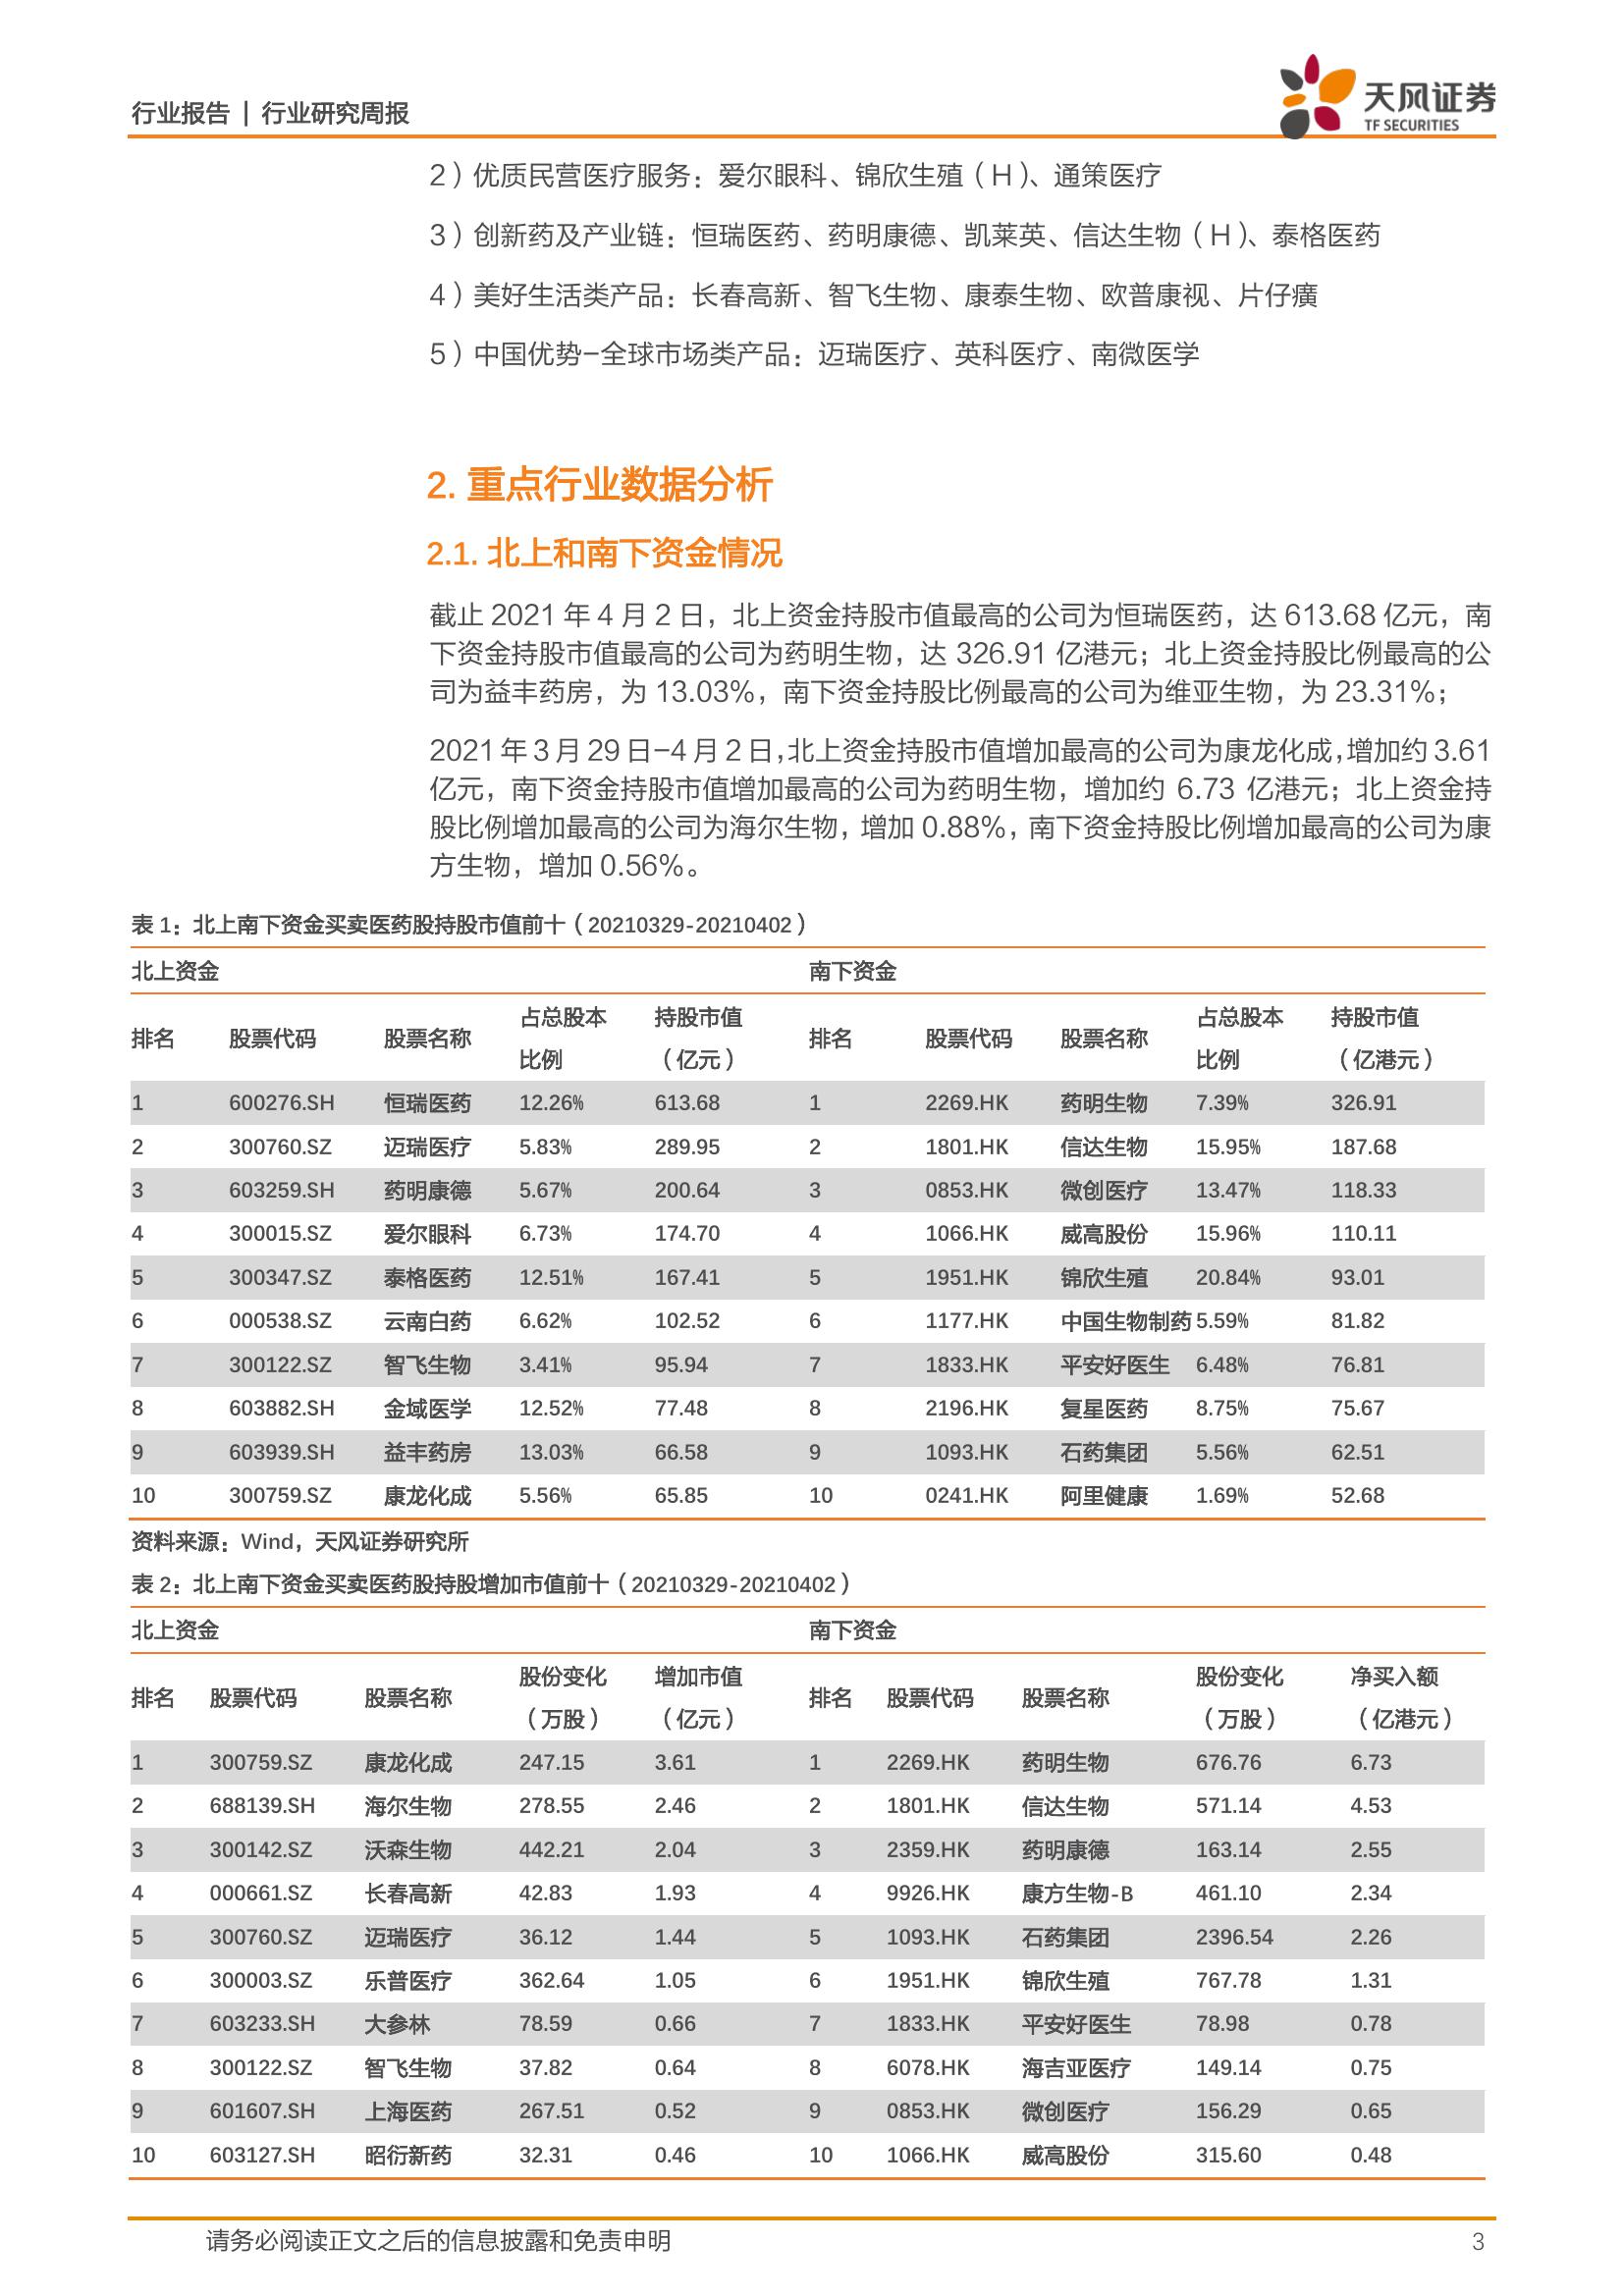 行业报告 | 行业研究周报
天风证券
TF SECURITIES
2）优质民营医疗服务：爱尔眼科、锦欣生殖（H）、通策医疗
3）创新药及产业链：恒瑞医药、药明康德、凯莱英、信达生物（H）、泰格医药
4）美好生活类产品：长春高新、智飞生物、康泰生物、欧普康视、片仔癀
5）中国优势-全球市场类产品：迈瑞医疗、英科医疗、南微医学
2. 重点行业数据分析
2.1. 北上和南下资金情况
截止 2021 年 4 月 2 日，北上资金持股市值最高的公司为恒瑞医药，达 613.68 亿元，南
下资金持股市值最高的公司为药明生物，达 326.91 亿港元；北上资金持股比例最高的公
司为益丰药房，为 13.03%，南下资金持股比例最高的公司为维亚生物，为 23.31%；
2021 年 3 月 29 日-4 月 2 日，北上资金持股市值增加最高的公司为康龙化成，增加约 3.61
亿元，南下资金持股市值增加最高的公司为药明生物，增加约 6.73 亿港元；北上资金持
股比例增加最高的公司为海尔生物，增加 0.88%，南下资金持股比例增加最高的公司为康
方生物，增加 0.56%。
表 1：北上南下资金买卖医药股持股市值前十（20210329-20210402）
北上资金 南下资金
排名 股票代码 股票名称 占总股本比例 持股市值（亿元） 排名 股票代码 股票名称 占总股本比例 持股市值（亿港元）
1 600276.SH 恒瑞医药 12.26% 613.68 1 2269.HK 药明生物 7.39% 326.91
2 300760.SZ 迈瑞医疗 5.83% 289.95 2 1801.HK 信达生物 15.95% 187.68
3 603259.SH 药明康德 5.67% 200.64 3 0853.HK 微创医疗 13.47% 118.33
4 300015.SZ 爱尔眼科 6.73% 174.70 4 1066.HK 威高股份 15.96% 110.11
5 300347.SZ 泰格医药 12.51% 167.41 5 1951.HK 锦欣生殖 20.84% 93.01
6 000538.SZ 云南白药 6.62% 102.52 6 1177.HK 中国生物制药 5.59% 81.82
7 300122.SZ 智飞生物 3.41% 95.94 7 1833.HK 平安好医生 6.48% 76.81
8 603882.SH 金域医学 12.52% 77.48 8 2196.HK 复星医药 8.75% 75.67
9 603939.SH 益丰药房 13.03% 66.58 9 1093.HK 石药集团 5.56% 62.51
10 300759.SZ 康龙化成 5.56% 65.85 10 0241.HK 阿里健康 1.69% 52.68
资料来源：Wind，天风证券研究所
表 2：北上南下资金买卖医药股持股增加市值前十（20210329-20210402）
北上资金 南下资金
排名 股票代码 股票名称 股份变化（万股） 增加市值（亿元） 排名 股票代码 股票名称 股份变化（万股） 净买入额（亿港元）
1 300759.SZ 康龙化成 247.15 3.61 1 2269.HK 药明生物 676.76 6.73
2 688139.SH 海尔生物 278.55 2.46 2 1801.HK 信达生物 571.14 4.53
3 300142.SZ 沃森生物 442.21 2.04 3 2359.HK 药明康德 163.14 2.55
4 000661.SZ 长春高新 42.83 1.93 4 9926.HK 康方生物-B 461.10 2.34
5 300760.SZ 迈瑞医疗 36.12 1.44 5 1093.HK 石药集团 2396.54 2.26
6 300003.SZ 乐普医疗 362.64 1.05 6 1951.HK 锦欣生殖 767.78 1.31
7 603233.SH 大参林 78.59 0.66 7 1833.HK 平安好医生 78.98 0.78
8 300122.SZ 智飞生物 37.82 0.64 8 6078.HK 海吉亚医疗 149.14 0.75
9 601607.SH 上海医药 267.51 0.52 9 0853.HK 微创医疗 156.29 0.65
10 603127.SH 昭衍新药 32.31 0.46 10 1066.HK 威高股份 315.60 0.48
请务必阅读正文之后的信息披露和免责申明 3